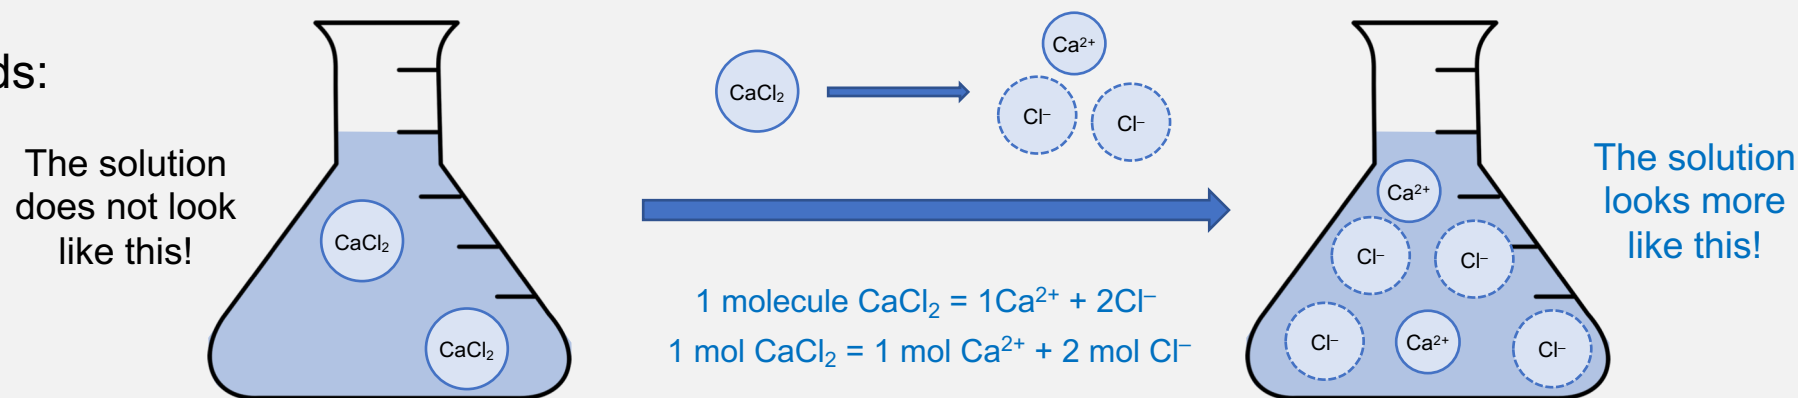 ds:
The solution
does not look
like this!
CaCl₂
CaCl₂
CaCl₂
Ca²⁺
Cl⁻
Cl⁻
1 molecule CaCl₂ = 1Ca²⁺ + 2Cl⁻
1 mol CaCl₂ = 1 mol Ca²⁺ + 2 mol Cl⁻
Ca²⁺
Cl⁻
Cl⁻
Cl⁻
Ca²⁺
Cl⁻
The solution
looks more
like this!